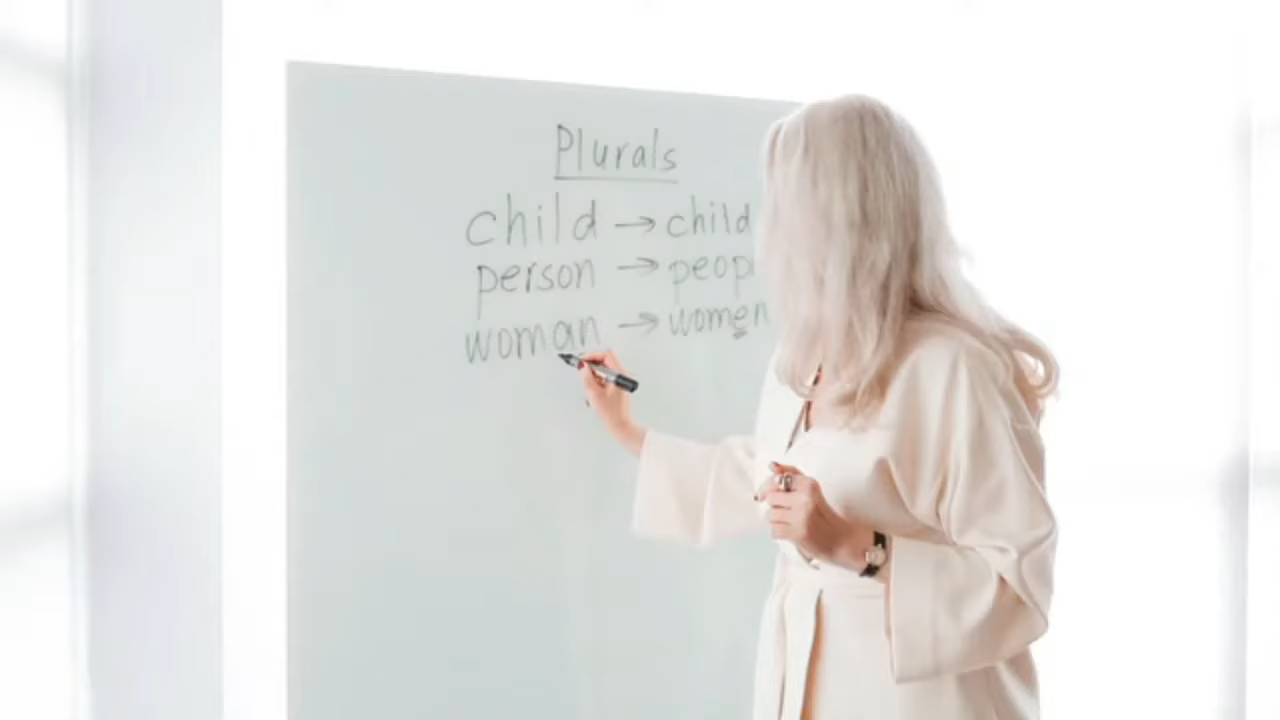 Plurals
child → child
person → peop
woman → women